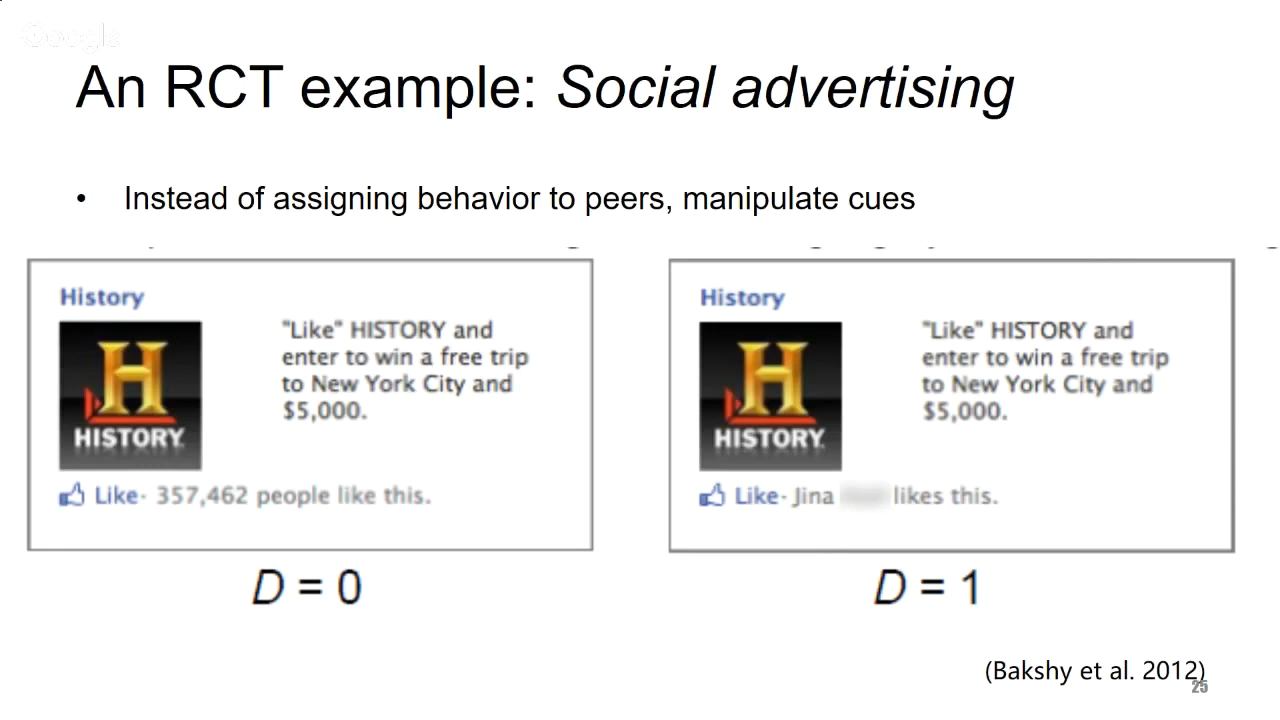 Google
An RCT example: Social advertising
• Instead of assigning behavior to peers, manipulate cues
History
"Like" HISTORY and
enter to win a free trip
to New York City and
$5,000.
HISTORY
Like· 357,462 people like this.
D = 0
History
"Like" HISTORY and
enter to win a free trip
to New York City and
$5,000.
HISTORY
Like· Jina likes this.
D = 1
(Bakshy et al. 2012)
25